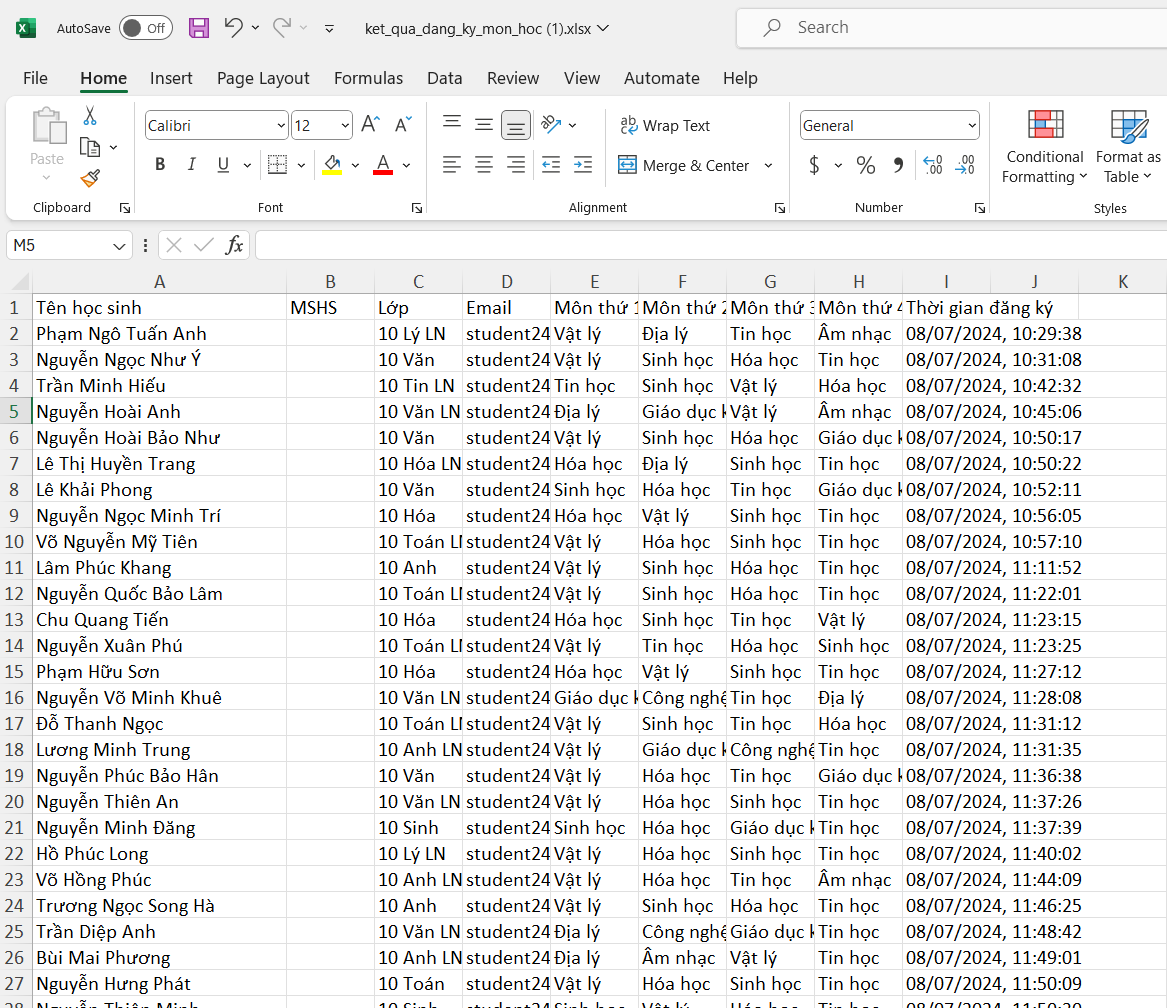 AutoSave Off ket_qua_dang_ky_mon_hoc (1).xlsx Search
File Home Insert Page Layout Formulas Data Review View Automate Help
Calibri 12 Wrap Text General
Paste B I U A Merge & Center $ % Conditional Formatting Format as Table
Clipboard Font Alignment Number Styles
M5 fx
A B C D E F G H I J K
1 Tên học sinh MSHS Lớp Email Môn thứ 1 Môn thứ 2 Môn thứ 3 Môn thứ 4 Thời gian đăng ký
2 Phạm Ngô Tuấn Anh 10 Lý LN student24 Vật lý Địa lý Tin học Âm nhạc 08/07/2024, 10:29:38
3 Nguyễn Ngọc Như Ý 10 Văn student24 Vật lý Sinh học Hóa học Tin học 08/07/2024, 10:31:08
4 Trần Minh Hiếu 10 Tin LN student24 Tin học Sinh học Vật lý Hóa học 08/07/2024, 10:42:32
5 Nguyễn Hoài Anh 10 Văn LN student24 Địa lý Giáo dục k Vật lý Âm nhạc 08/07/2024, 10:45:06
6 Nguyễn Hoài Bảo Như 10 Văn student24 Vật lý Sinh học Hóa học Giáo dục k 08/07/2024, 10:50:17
7 Lê Thị Huyền Trang 10 Hóa LN student24 Hóa học Địa lý Sinh học Tin học 08/07/2024, 10:50:22
8 Lê Khải Phong 10 Văn student24 Sinh học Hóa học Tin học Giáo dục k 08/07/2024, 10:52:11
9 Nguyễn Ngọc Minh Trí 10 Hóa student24 Hóa học Vật lý Sinh học Tin học 08/07/2024, 10:56:05
10 Võ Nguyễn Mỹ Tiên 10 Toán LN student24 Vật lý Hóa học Sinh học Tin học 08/07/2024, 10:57:10
11 Lâm Phúc Khang 10 Anh student24 Vật lý Sinh học Hóa học Tin học 08/07/2024, 11:11:52
12 Nguyễn Quốc Bảo Lâm 10 Toán LN student24 Vật lý Sinh học Hóa học Tin học 08/07/2024, 11:22:01
13 Chu Quang Tiến 10 Hóa student24 Hóa học Sinh học Tin học Vật lý 08/07/2024, 11:23:15
14 Nguyễn Xuân Phú 10 Toán LN student24 Vật lý Tin học Hóa học Sinh học 08/07/2024, 11:23:25
15 Phạm Hữu Sơn 10 Hóa student24 Hóa học Vật lý Sinh học Tin học 08/07/2024, 11:27:12
16 Nguyễn Võ Minh Khuê 10 Văn LN student24 Giáo dục k Công nghệ Tin học Địa lý 08/07/2024, 11:28:08
17 Đỗ Thanh Ngọc 10 Toán LN student24 Vật lý Sinh học Tin học Hóa học 08/07/2024, 11:31:12
18 Lương Minh Trung 10 Anh LN student24 Vật lý Giáo dục k Công nghệ Tin học 08/07/2024, 11:31:35
19 Nguyễn Phúc Bảo Hân 10 Văn student24 Vật lý Hóa học Tin học Giáo dục k 08/07/2024, 11:36:38
20 Nguyễn Thiên An 10 Văn LN student24 Vật lý Hóa học Sinh học Tin học 08/07/2024, 11:37:26
21 Nguyễn Minh Đăng 10 Sinh student24 Sinh học Hóa học Giáo dục k Tin học 08/07/2024, 11:37:39
22 Hồ Phúc Long 10 Lý LN student24 Vật lý Hóa học Sinh học Tin học 08/07/2024, 11:40:02
23 Võ Hồng Phúc 10 Anh LN student24 Vật lý Hóa học Tin học Âm nhạc 08/07/2024, 11:44:09
24 Trương Ngọc Song Hà 10 Anh student24 Vật lý Sinh học Hóa học Tin học 08/07/2024, 11:46:25
25 Trần Diệp Anh 10 Văn LN student24 Địa lý Công nghệ Giáo dục k Tin học 08/07/2024, 11:48:42
26 Bùi Mai Phương 10 Anh LN student24 Địa lý Âm nhạc Vật lý Tin học 08/07/2024, 11:49:01
27 Nguyễn Hưng Phát 10 Toán student24 Vật lý Hóa học Sinh học Tin học 08/07/2024, 11:50:09